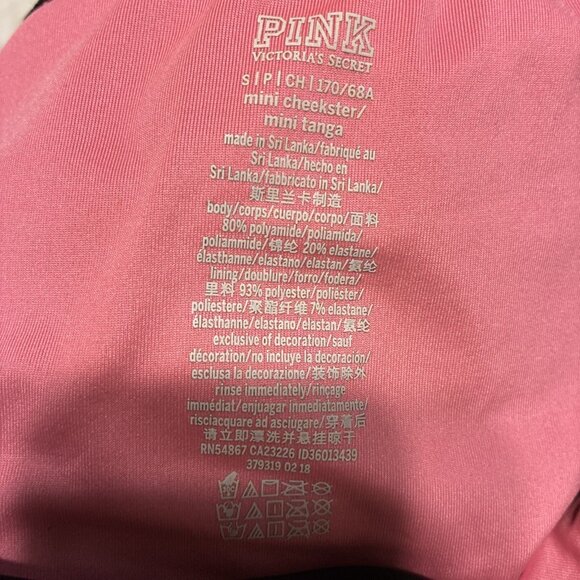 PINK
VICTORIA'S SECRET
S | P | CH | 170/68A
mini cheekster/
mini tanga
made in Sri Lanka/fabriqué au
Sri Lanka/hecho en
Sri Lanka/fabbricato in Sri Lanka/
斯里兰卡制造
body/corps/cuerpo/corpo/面料
80% polyamide/poliamida/
poliammide/锦纶 20% elastane/
élasthanne/elastano/elastan/氨纶
lining/doublure/forro/fodera/
里料 93% polyester/poliéster/
poliestere/聚酯纤维 7% elastane/
élasthanne/elastano/elastan/氨纶
exclusive of decoration/sauf
décoration/no incluye la decoración/
esclusa la decorazione/装饰除外
rinse immediately/rinçage
immédiat/enjuagar inmediatamente/
risciacquare ad asciugare/穿着后
请立即漂洗并悬挂晾干
RN54867 CA23226 ID36013439
379319 02 18